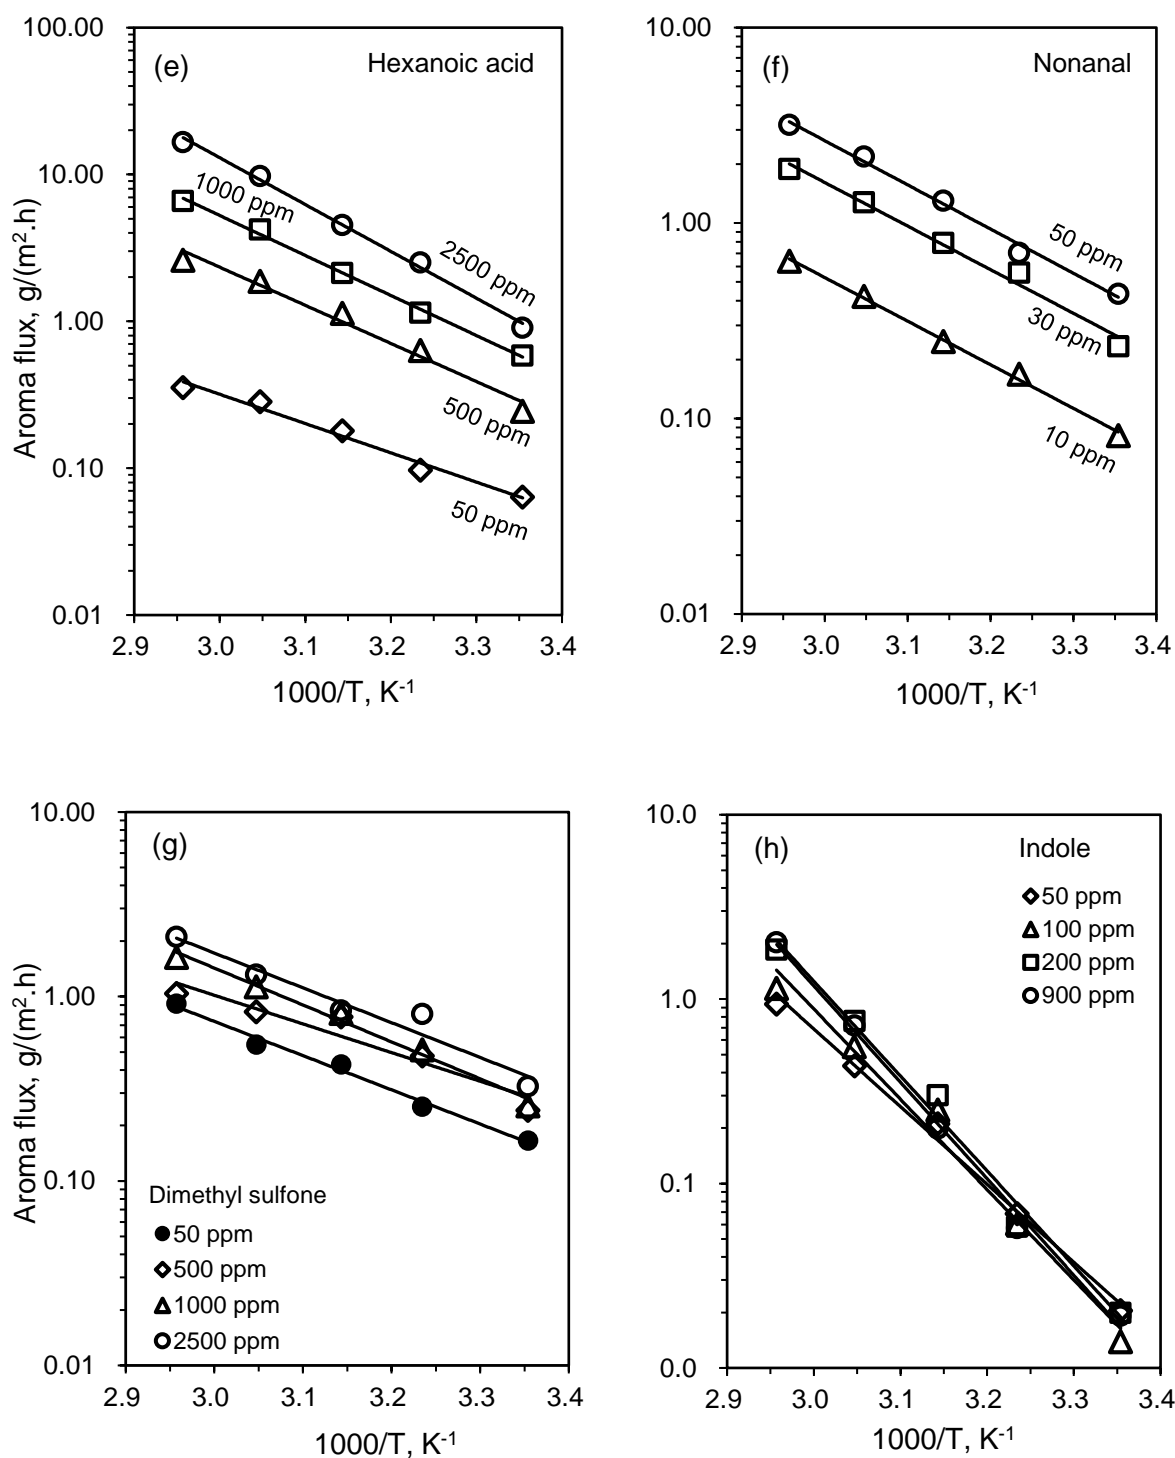 (e) Hexanoic acid
100.00
10.00
1.00
0.10
0.01
Aroma flux, g/(m².h)
1000 ppm
2500 ppm
500 ppm
50 ppm
2.9 3.0 3.1 3.2 3.3 3.4
1000/T, K⁻¹
(f) Nonanal
10.00
1.00
0.10
0.01
50 ppm
30 ppm
10 ppm
2.9 3.0 3.1 3.2 3.3 3.4
1000/T, K⁻¹
(g)
10.00
1.00
0.10
0.01
Aroma flux, g/(m².h)
Dimethyl sulfone
50 ppm
500 ppm
1000 ppm
2500 ppm
2.9 3.0 3.1 3.2 3.3 3.4
1000/T, K⁻¹
(h) Indole
10.0
1.0
0.1
0.0
50 ppm
100 ppm
200 ppm
900 ppm
2.9 3.0 3.1 3.2 3.3 3.4
1000/T, K⁻¹